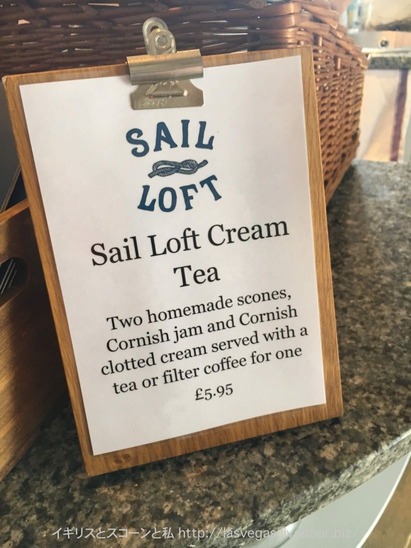 SAIL
LOFT
Sail Loft Cream
Tea
Two homemade scones,
Cornish jam and Cornish
clotted cream served with a
tea or filter coffee for one
£5.95
イギリスとスコーンと私